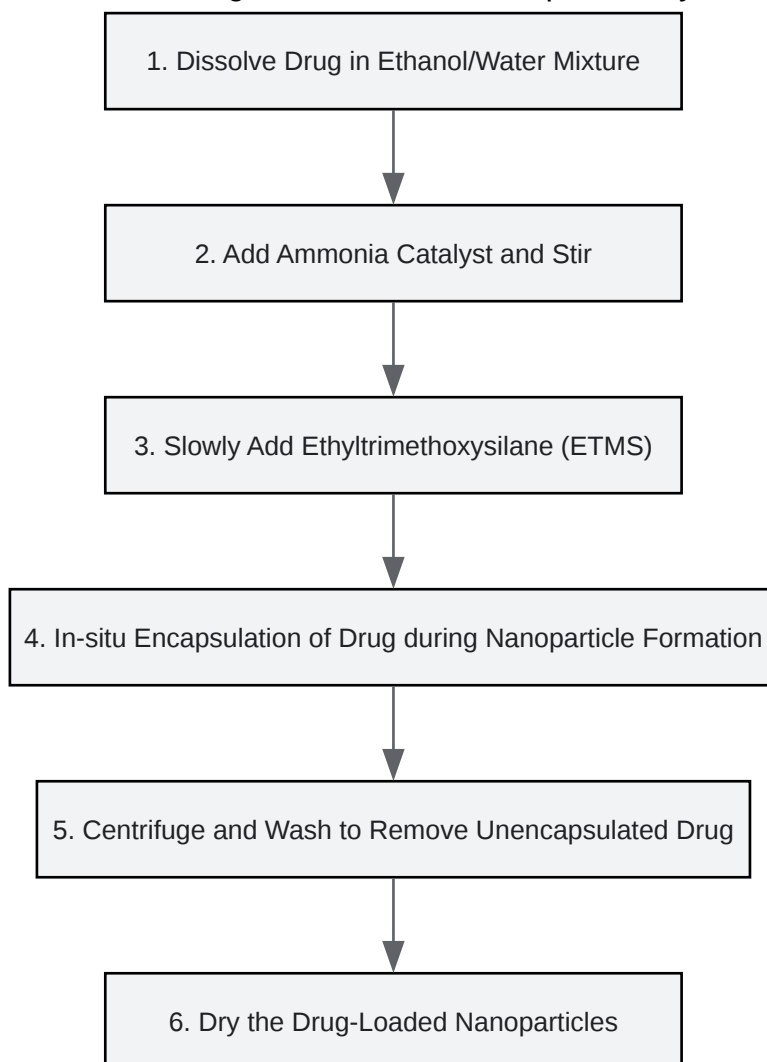 1. Dissolve Drug in Ethanol/Water Mixture
2. Add Ammonia Catalyst and Stir
3. Slowly Add Ethyltrimethoxysilane (ETMS)
4. In-situ Encapsulation of Drug during Nanoparticle Formation
5. Centrifuge and Wash to Remove Unencapsulated Drug
6. Dry the Drug-Loaded Nanoparticles